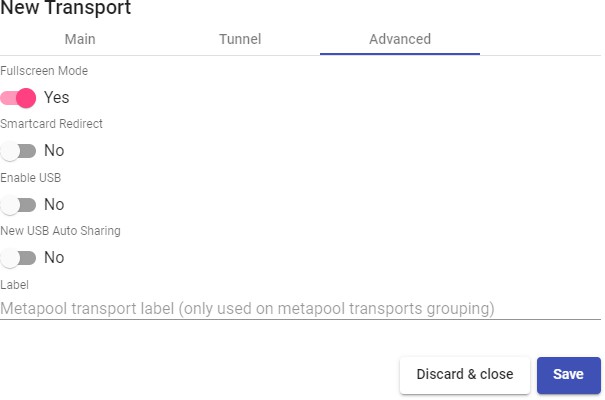 New Transport
Main Tunnel Advanced
Fullscreen Mode
Yes
Smartcard Redirect
No
Enable USB
No
New USB Auto Sharing
No
Label
Metapool transport label (only used on metapool transports grouping)
Discard & close Save